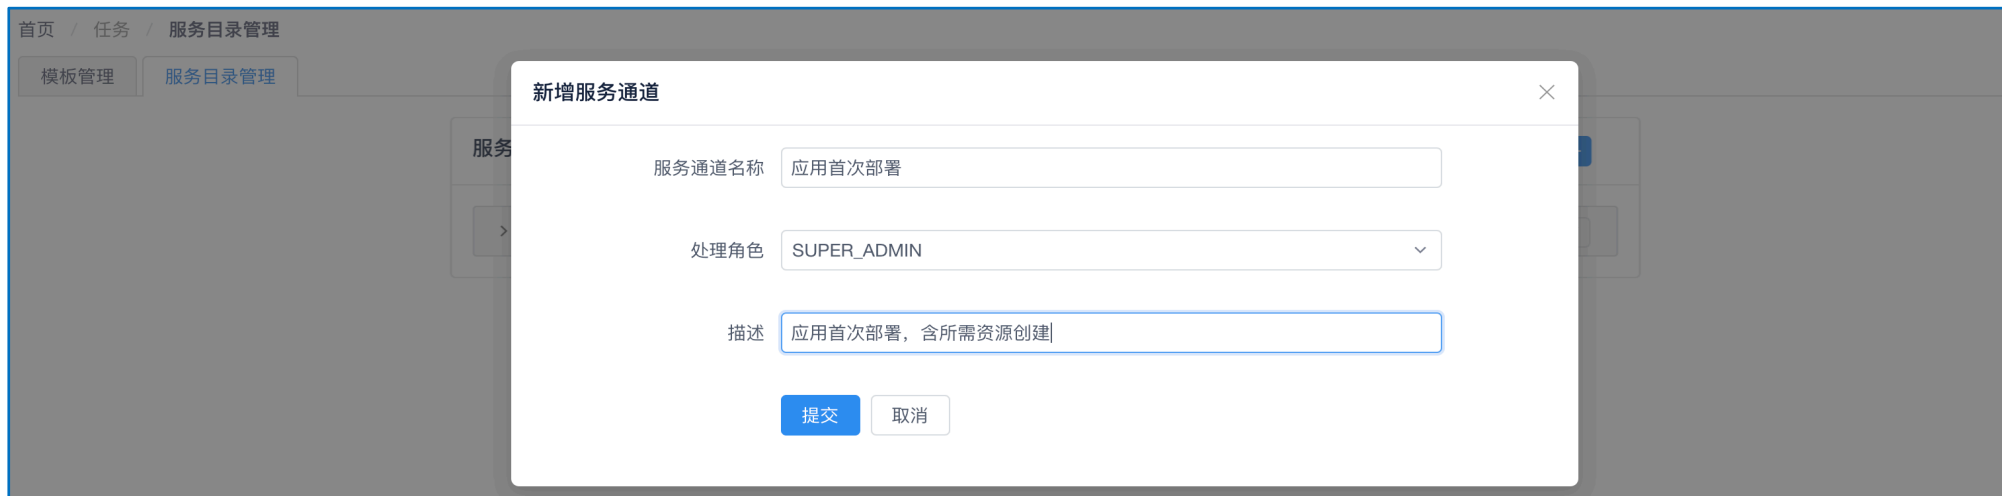 首页 / 任务 / 服务目录管理
模板管理 服务目录管理
新增服务通道
服务
服务通道名称 应用首次部署
处理角色 SUPER_ADMIN
描述 应用首次部署，含所需资源创建
提交 取消